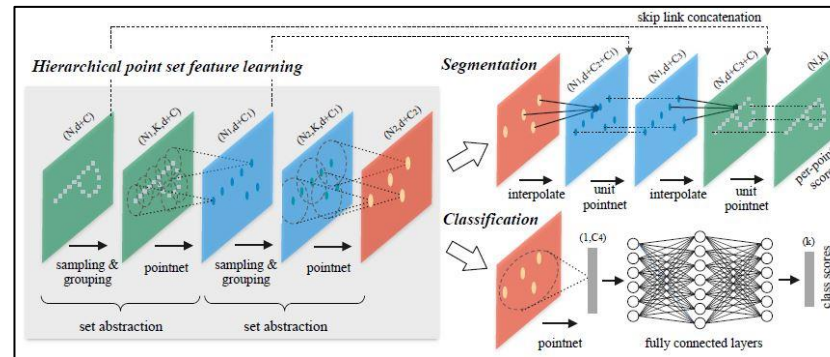 skip link concatenation
Hierarchical point set feature learning
Segmentation
(N,d+C)
(N1,K,d+C)
(N1,d+C1)
(N2,K,d+C1)
(N2,d+C2)
(N1,d+C2+C1)
(N1,d+C3)
(N,d+C3+C)
(N,k)
per-point scores
interpolate
unit pointnet
interpolate
unit pointnet
sampling & grouping
pointnet
sampling & grouping
pointnet
set abstraction
set abstraction
Classification
(1,C4)
(k)
class scores
pointnet
fully connected layers